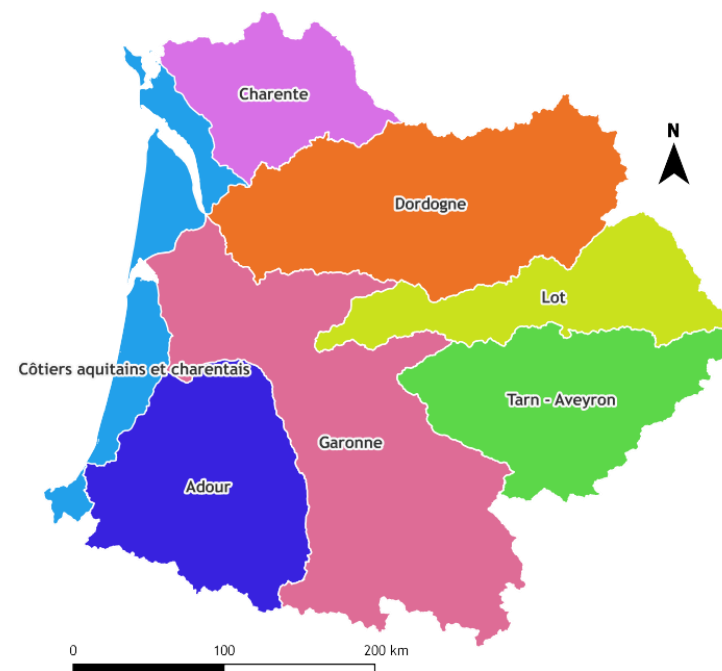 Charente
N
Dordogne
Lot
Côtiers aquitains et charentais
Tarn - Aveyron
Garonne
Adour
0 100 200 km